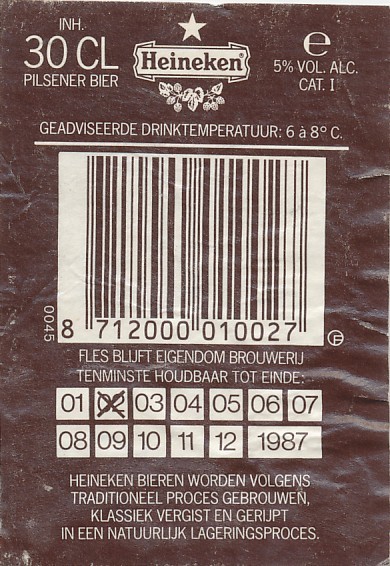 INH.
30 CL
PILSENER BIER
Heineken
℮
5% VOL. ALC.
CAT. I
GEADVISEERDE DRINKTEMPERATUUR: 6 à 8° C.
0045
8 712000 010027
F
FLES BLIJFT EIGENDOM BROUWERIJ
TENMINSTE HOUDBAAR TOT EINDE:
01 02 03 04 05 06 07
08 09 10 11 12 1987
HEINEKEN BIEREN WORDEN VOLGENS
TRADITIONEEL PROCES GEBROUWEN,
KLASSIEK VERGIST EN GERIJPT
IN EEN NATUURLIJK LAGERINGSPROCES.